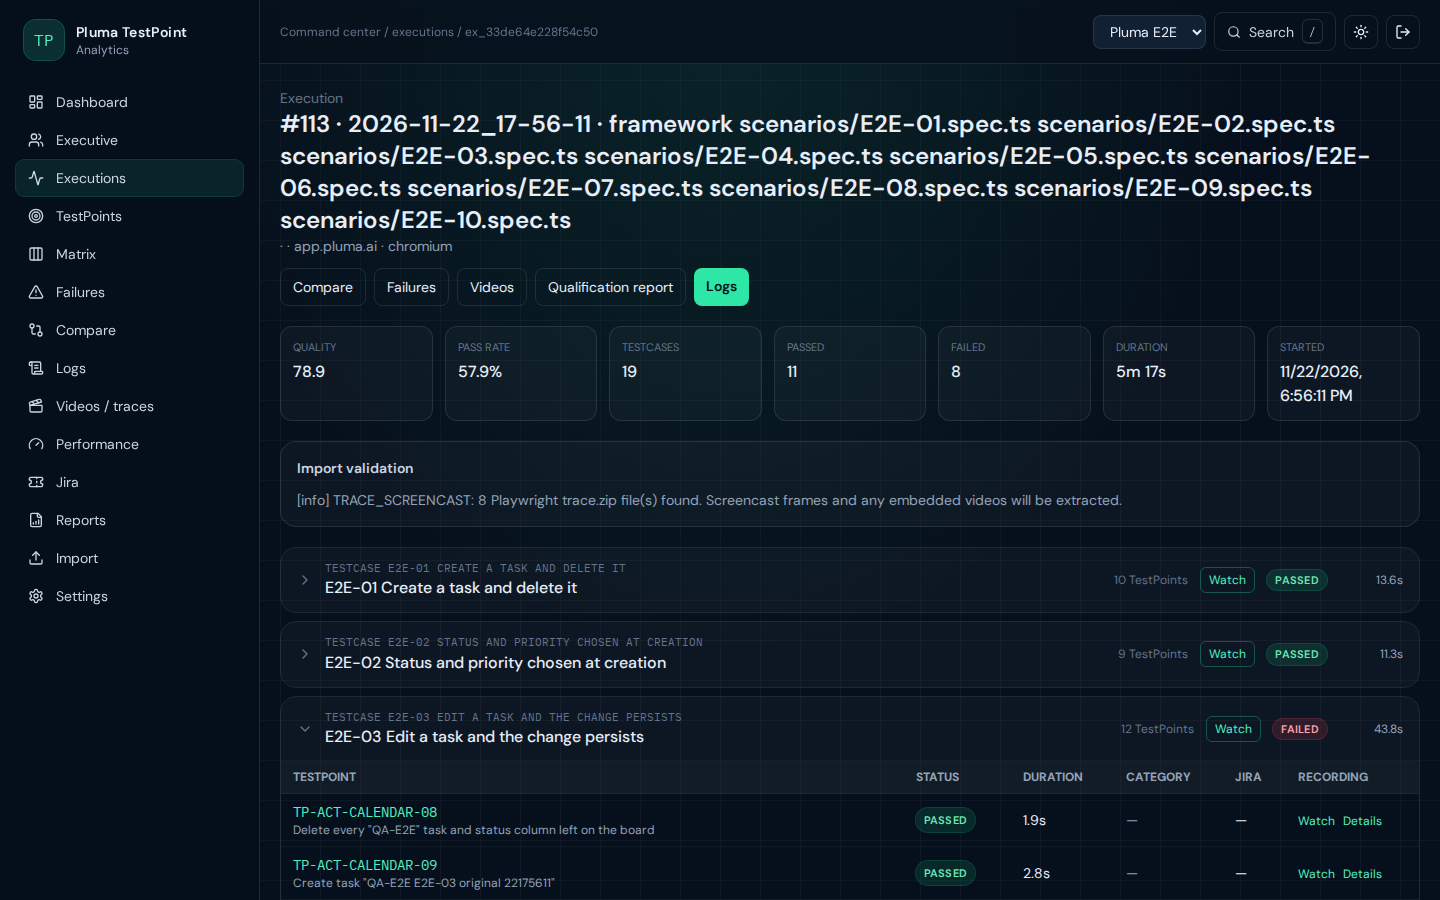 TP
Pluma TestPoint
Analytics
Dashboard
Executive
Executions
TestPoints
Matrix
Failures
Compare
Logs
Videos / traces
Performance
Jira
Reports
Import
Settings
Command center / executions / ex_33de64e228f54c50
Pluma E2E
Search /
Execution
#113 · 2026-11-22_17-56-11 · framework scenarios/E2E-01.spec.ts scenarios/E2E-02.spec.ts
scenarios/E2E-03.spec.ts scenarios/E2E-04.spec.ts scenarios/E2E-05.spec.ts scenarios/E2E-
06.spec.ts scenarios/E2E-07.spec.ts scenarios/E2E-08.spec.ts scenarios/E2E-09.spec.ts
scenarios/E2E-10.spec.ts
· · app.pluma.ai · chromium
Compare
Failures
Videos
Qualification report
Logs
QUALITY
78.9
PASS RATE
57.9%
TESTCASES
19
PASSED
11
FAILED
8
DURATION
5m 17s
STARTED
11/22/2026,
6:56:11 PM
Import validation
[info] TRACE_SCREENCAST: 8 Playwright trace.zip file(s) found. Screencast frames and any embedded videos will be extracted.
TESTCASE E2E-01 CREATE A TASK AND DELETE IT
E2E-01 Create a task and delete it
10 TestPoints Watch PASSED 13.6s
TESTCASE E2E-02 STATUS AND PRIORITY CHOSEN AT CREATION
E2E-02 Status and priority chosen at creation
9 TestPoints Watch PASSED 11.3s
TESTCASE E2E-03 EDIT A TASK AND THE CHANGE PERSISTS
E2E-03 Edit a task and the change persists
12 TestPoints Watch FAILED 43.8s
TESTPOINT STATUS DURATION CATEGORY JIRA RECORDING
TP-ACT-CALENDAR-08
Delete every "QA-E2E" task and status column left on the board
PASSED 1.9s — — Watch Details
TP-ACT-CALENDAR-09
Create task "QA-E2E E2E-03 original 22175611"
PASSED 2.8s — — Watch Details